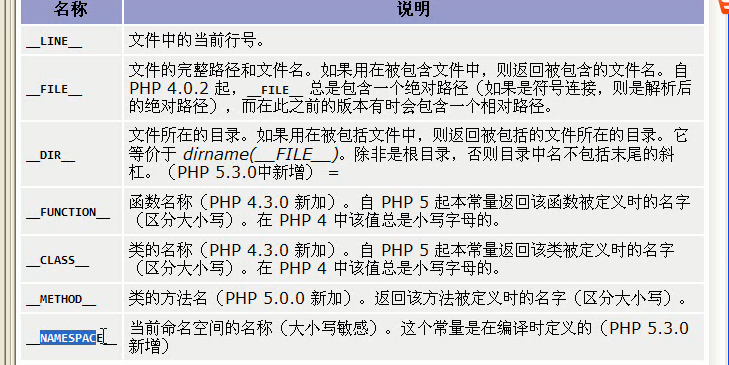 名称 说明
__LINE__ 文件中的当前行号。
文件的完整路径和文件名。如果用在被包含文件中，则返回被包含的文件名。自
__FILE__ PHP 4.0.2 起，__FILE__ 总是包含一个绝对路径（如果是符号连接，则是解析后
的绝对路径），而在此之前的版本有时会包含一个相对路径。
文件所在的目录。如果用在被包括文件中，则返回被包括的文件所在的目录。它
__DIR__ 等价于 dirname(__FILE__)。除非是根目录，否则目录中名不包括末尾的斜
杠。（PHP 5.3.0中新增） =
__FUNCTION__ 函数名称（PHP 4.3.0 新加）。自 PHP 5 起本常量返回该函数被定义时的名字
（区分大小写）。在 PHP 4 中该值总是小写字母的。
__CLASS__ 类的名称（PHP 4.3.0 新加）。自 PHP 5 起本常量返回该类被定义时的名字
（区分大小写）。在 PHP 4 中该值总是小写字母的。
__METHOD__ 类的方法名（PHP 5.0.0 新加）。返回该方法被定义时的名字（区分大小写）。
__NAMESPACE__ 当前命名空间的名称（大小写敏感）。这个常量是在编译时定义的（PHP 5.3.0
新增）